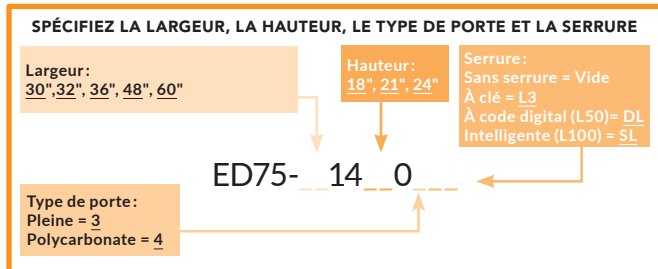 SPÉCIFIEZ LA LARGEUR, LA HAUTEUR, LE TYPE DE PORTE ET LA SERRURE
Largeur :
30",32", 36", 48", 60"
Hauteur :
18", 21", 24"
Serrure :
Sans serrure = Vide
À clé = L3
À code digital (L50)= DL
Intelligente (L100) = SL
ED75-_ _14_ _0_ _ _
Type de porte :
Pleine = 3
Polycarbonate = 4